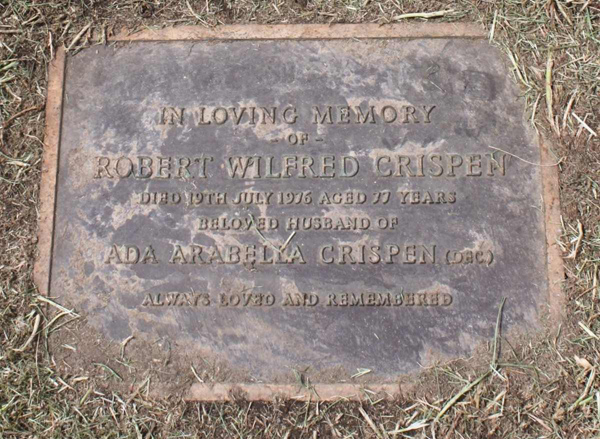 IN LOVING MEMORY
- OF -
ROBERT WILFRED CRISPEN
DIED 19TH JULY 1976 AGED 77 YEARS
BELOVED HUSBAND OF
ADA ARABELLA CRISPEN (DEC)
ALWAYS LOVED AND REMEMBERED